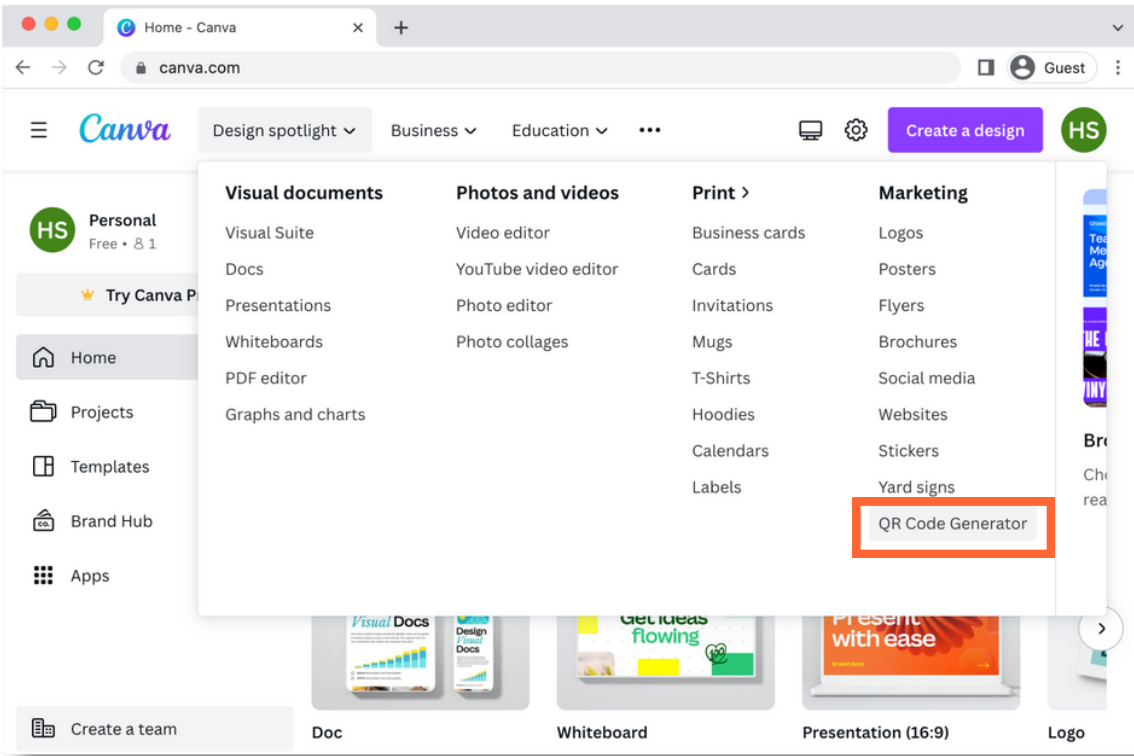 Home - Canva
canva.com
Guest
Canva
Design spotlight
Business
Education
Create a design
HS
HS
Personal
Free • 1
Try Canva
Home
Projects
Templates
Brand Hub
CO.
Apps
Create a team
Visual documents
Visual Suite
Docs
Presentations
Whiteboards
PDF editor
Graphs and charts
Photos and videos
Video editor
YouTube video editor
Photo editor
Photo collages
Print
Business cards
Cards
Invitations
Mugs
T-Shirts
Hoodies
Calendars
Labels
Marketing
Logos
Posters
Flyers
Brochures
Social media
Websites
Stickers
Yard signs
QR Code Generator
Visual Docs
Design
Visual
Docs
Get ideas
flowing
100
Present
with ease
Brand deck
Doc
Whiteboard
Presentation (16:9)
Logo